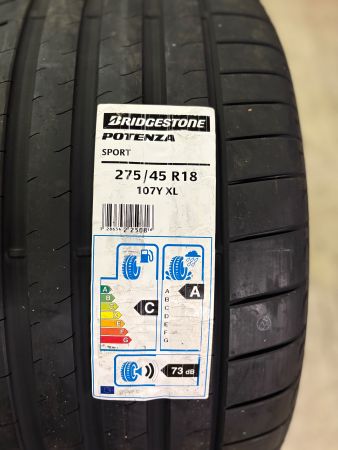 BRIDGESTONE
POTENZA
SPORT
275/45 R18
107Y XL
A
B
C
D
E
F
G
C
A
B
C
D
E
F
G
A
73 dB